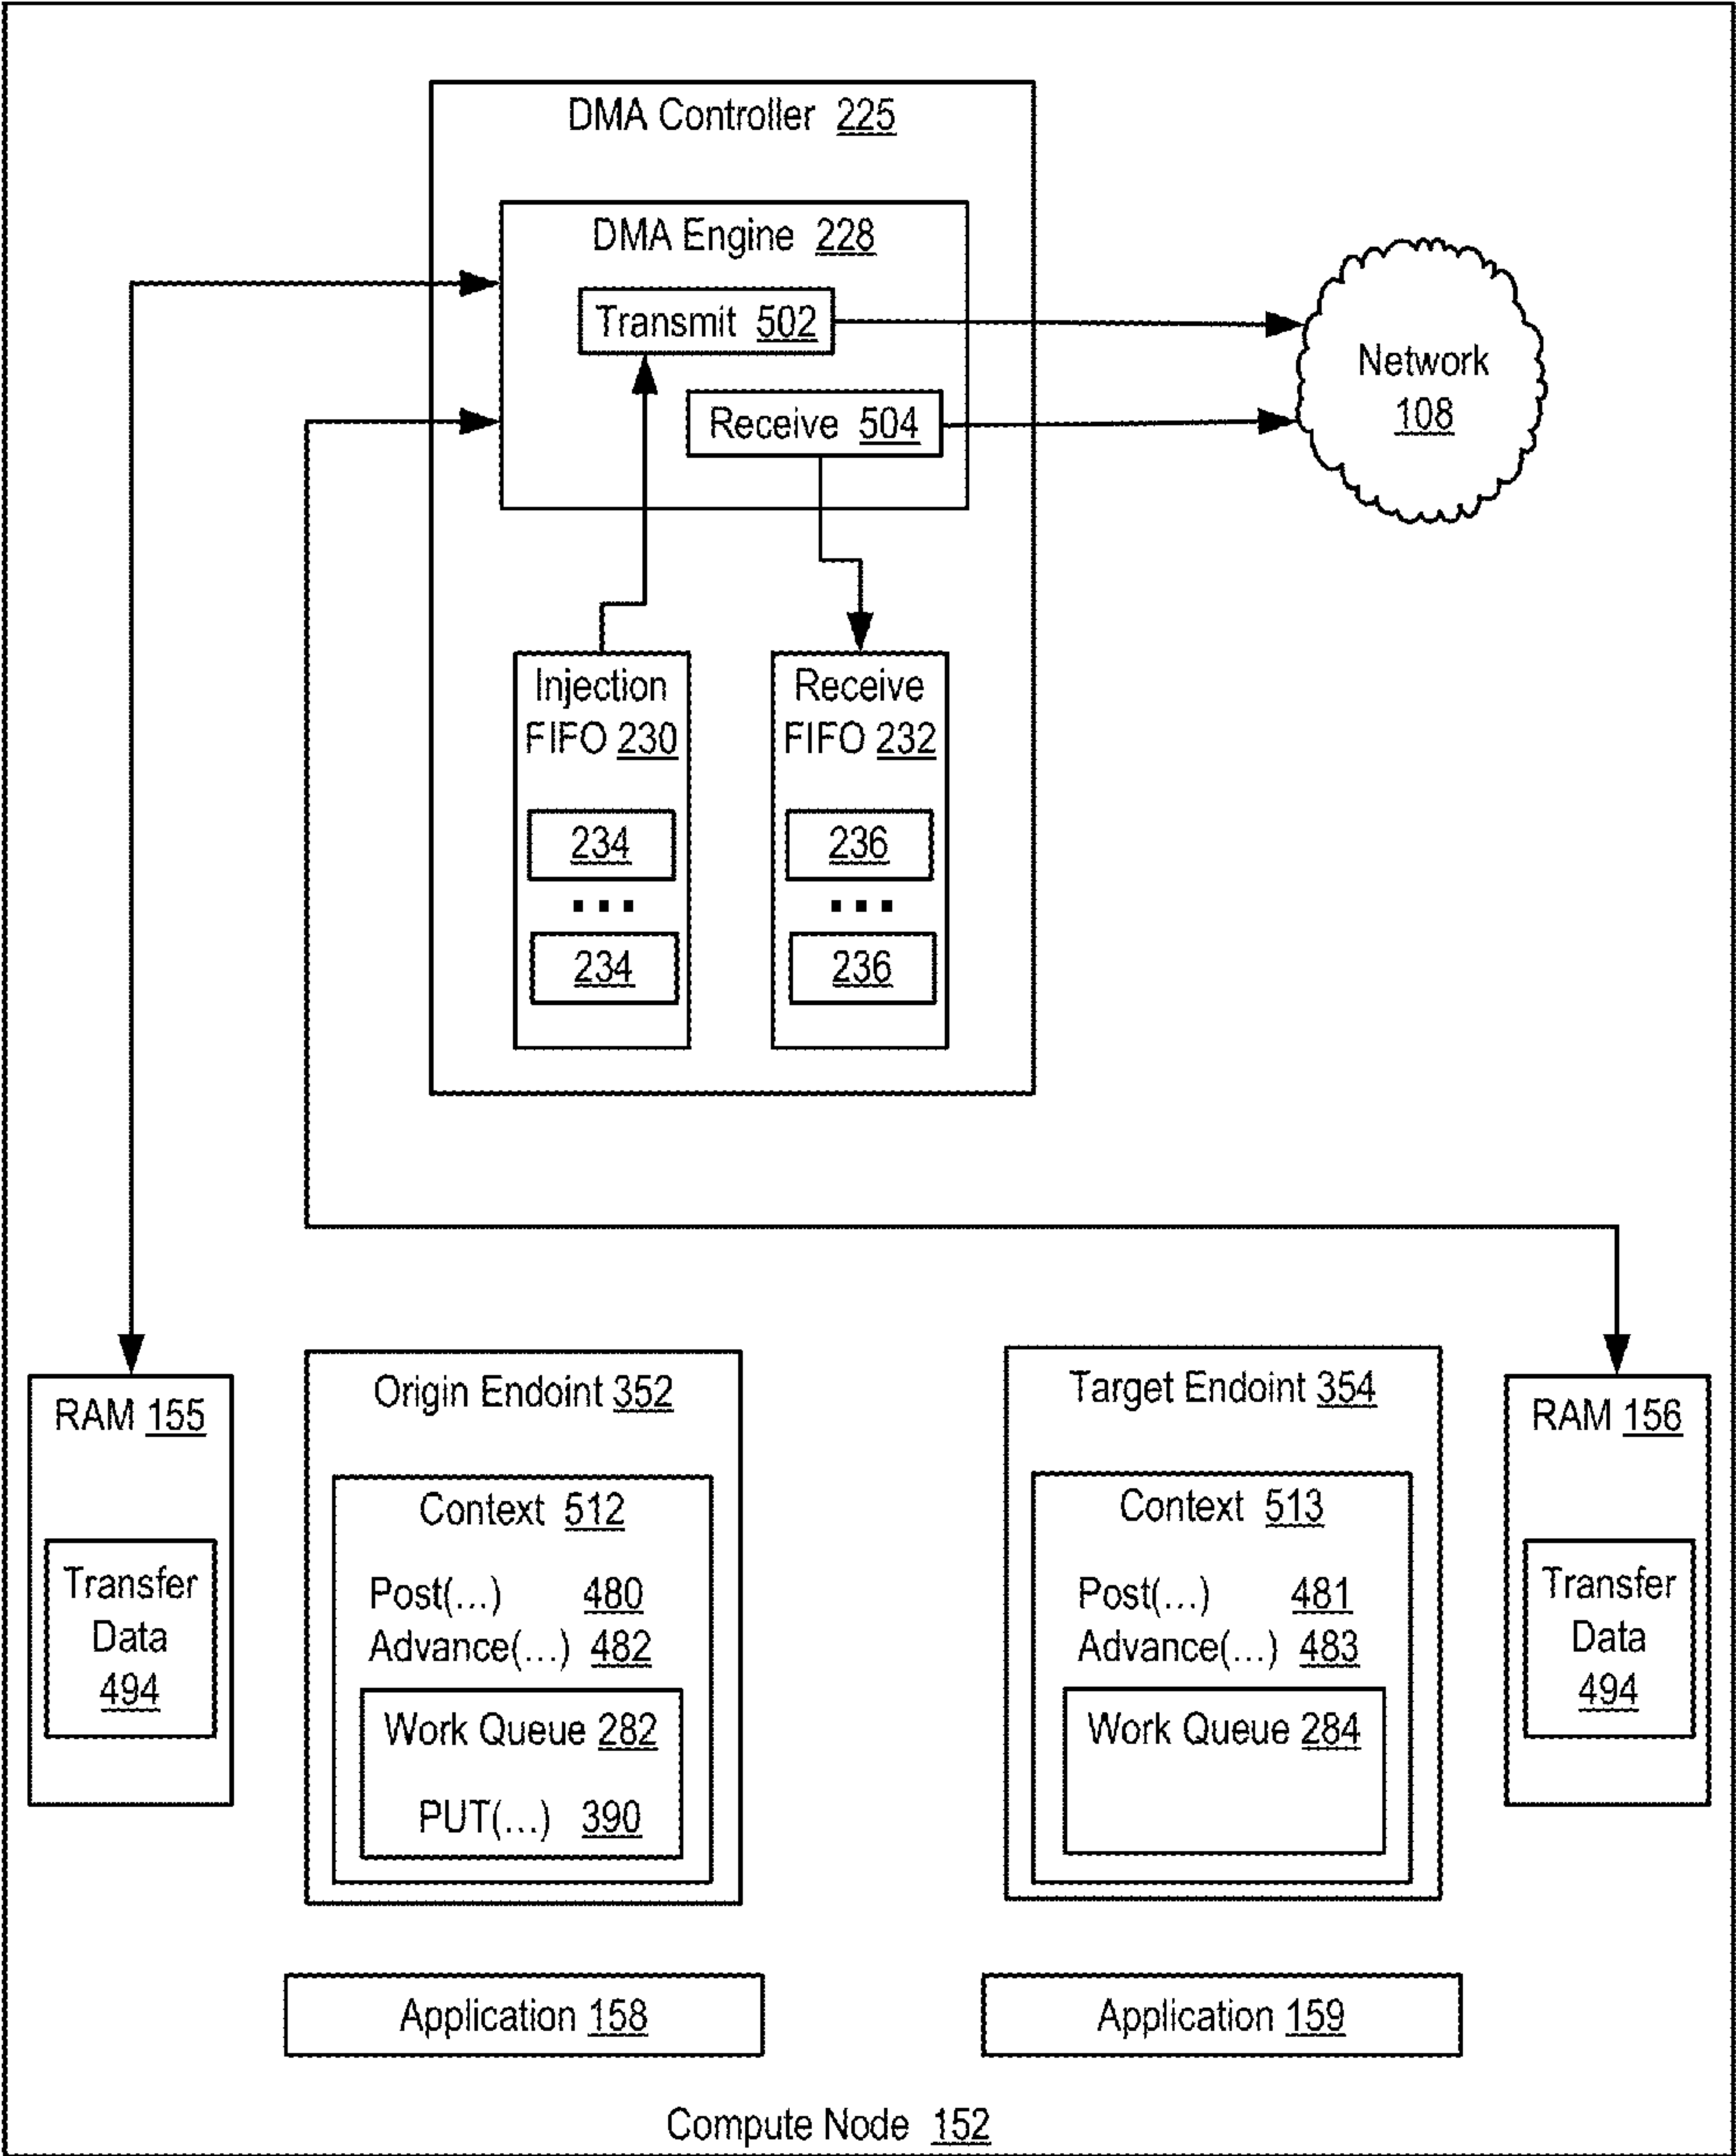 DMA Controller 225
DMA Engine 228
Transmit 502
Receive 504
Network
108
Injection
FIFO 230
234
...
234
Receive
FIFO 232
236
...
236
RAM 155
Transfer
Data
494
Origin Endoint 352
Context 512
Post(...) 480
Advance(...) 482
Work Queue 282
PUT(...) 390
Target Endoint 354
Context 513
Post(...) 481
Advance(...) 483
Work Queue 284
RAM 156
Transfer
Data
494
Application 158
Application 159
Compute Node 152